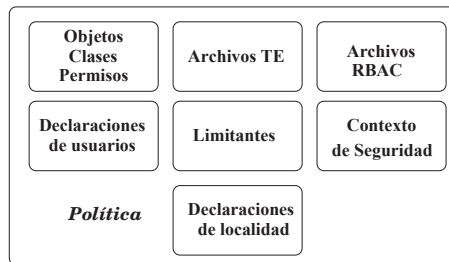 Objetos
Clases
Permisos
Archivos TE
Archivos
RBAC
Declaraciones
de usuarios
Limitantes
Contexto
de Seguridad
Política
Declaraciones
de localidad